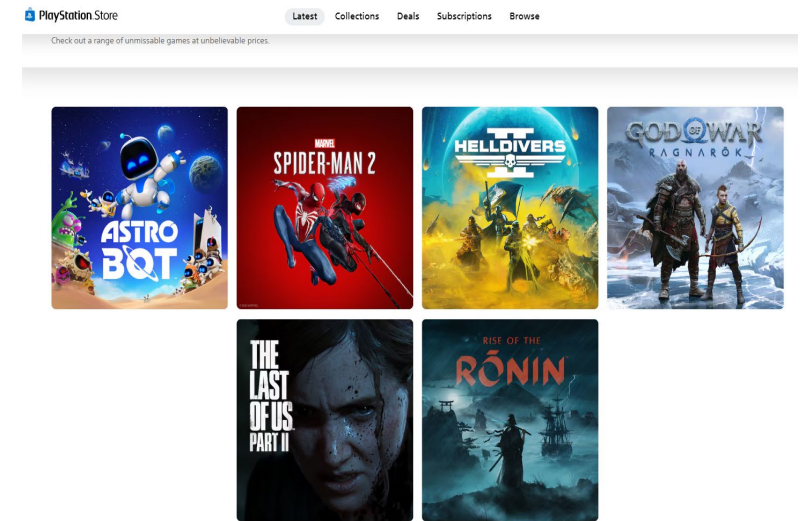 PlayStation Store
Latest Collections Deals Subscriptions Browse
Check out a range of unmissable games at unbelievable prices.
ASTRO
BOT
MARVEL
SPIDER-MAN 2
HELLDIVERS
II
GOD OF WAR
RAGNARÖK
THE
LAST
OF US
PART II
RISE OF THE
RŌNIN